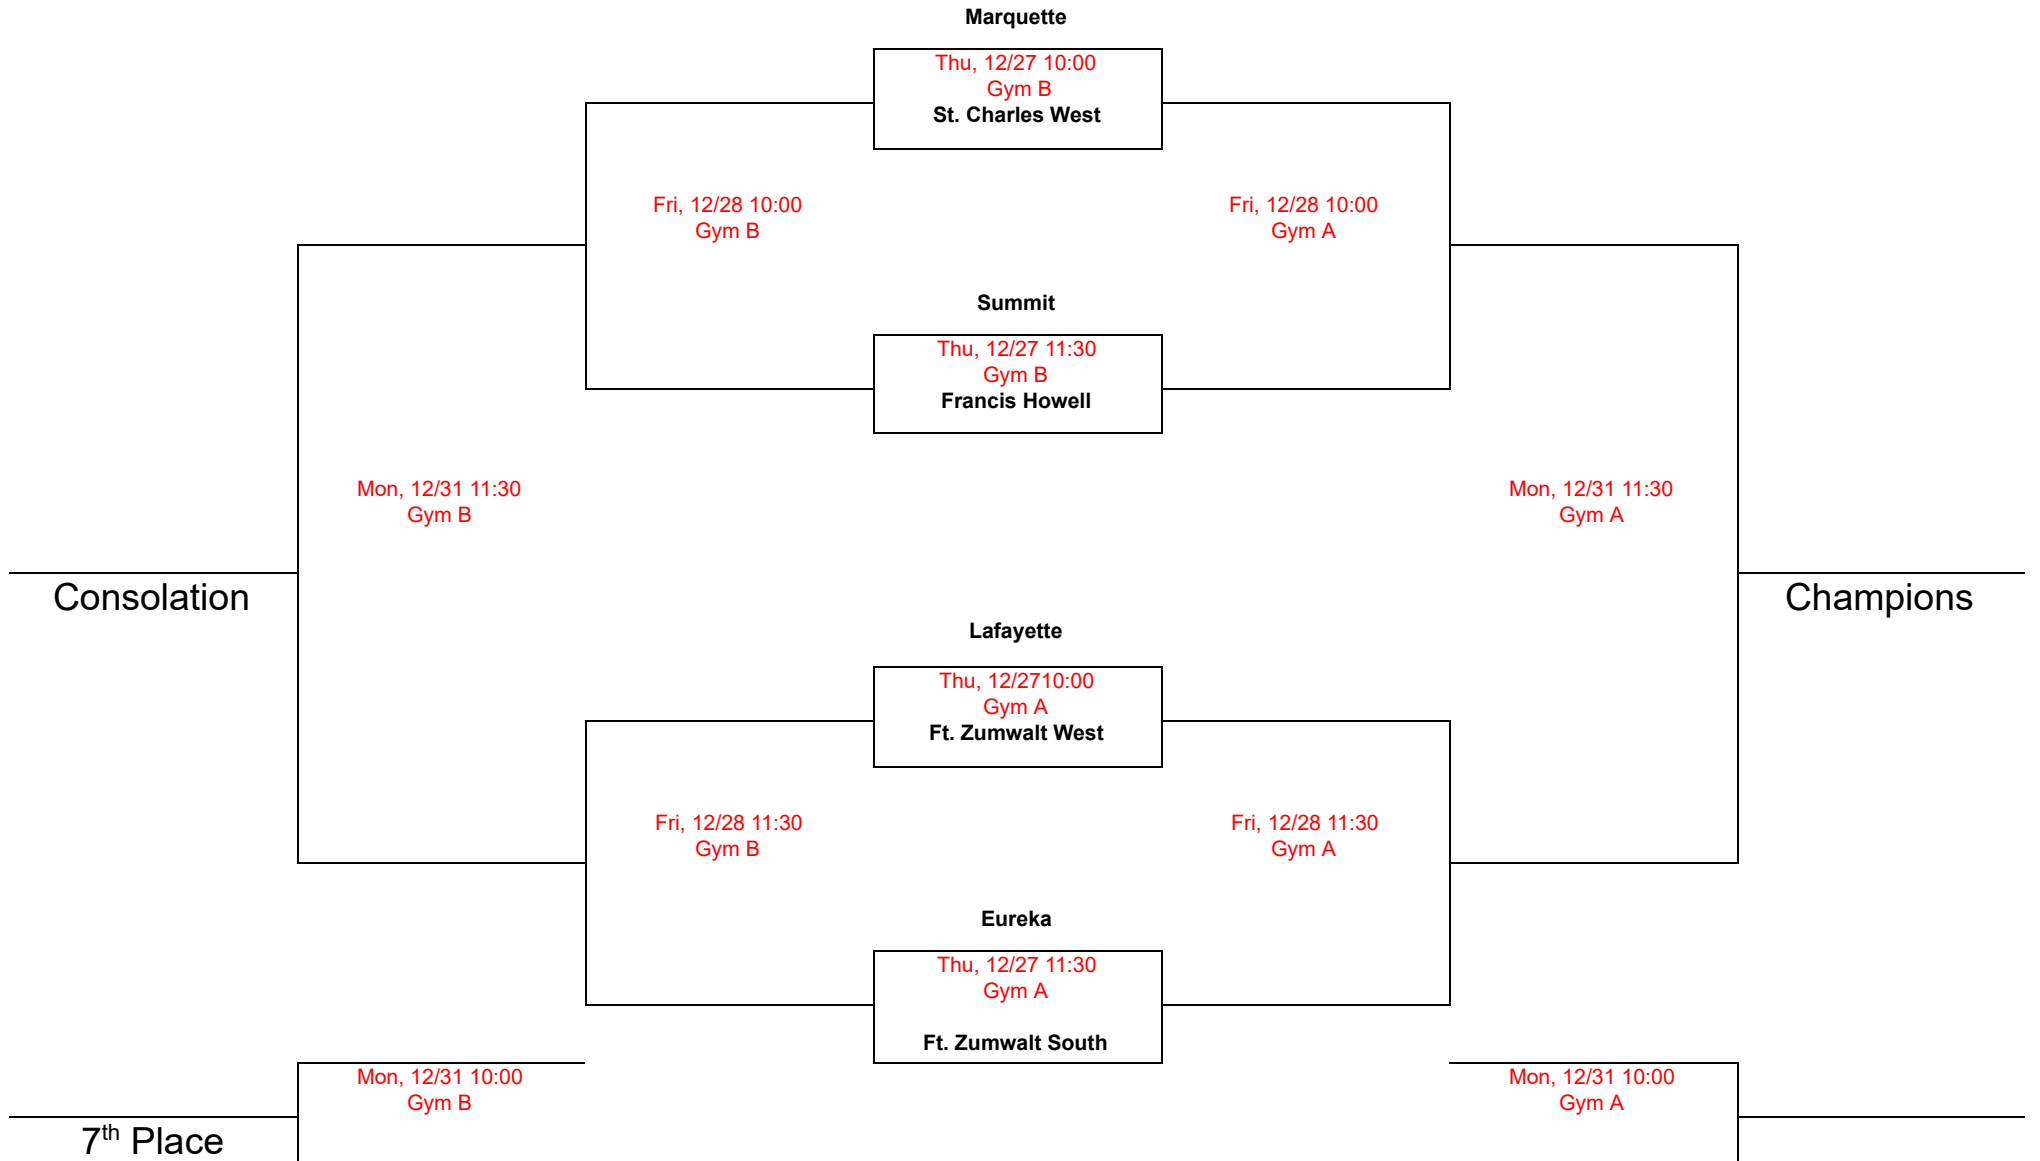 Marquette
Thu, 12/27 10:00
Gym B
St. Charles West
Fri, 12/28 10:00
Gym B
Fri, 12/28 10:00
Gym A
Summit
Thu, 12/27 11:30
Gym B
Francis Howell
Mon, 12/31 11:30
Gym B
Mon, 12/31 11:30
Gym A
Consolation
Champions
Lafayette
Thu, 12/2710:00
Gym A
Ft. Zumwalt West
Fri, 12/28 11:30
Gym B
Fri, 12/28 11:30
Gym A
Eureka
Thu, 12/27 11:30
Gym A
Ft. Zumwalt South
Mon, 12/31 10:00
Gym B
Mon, 12/31 10:00
Gym A
7th Place